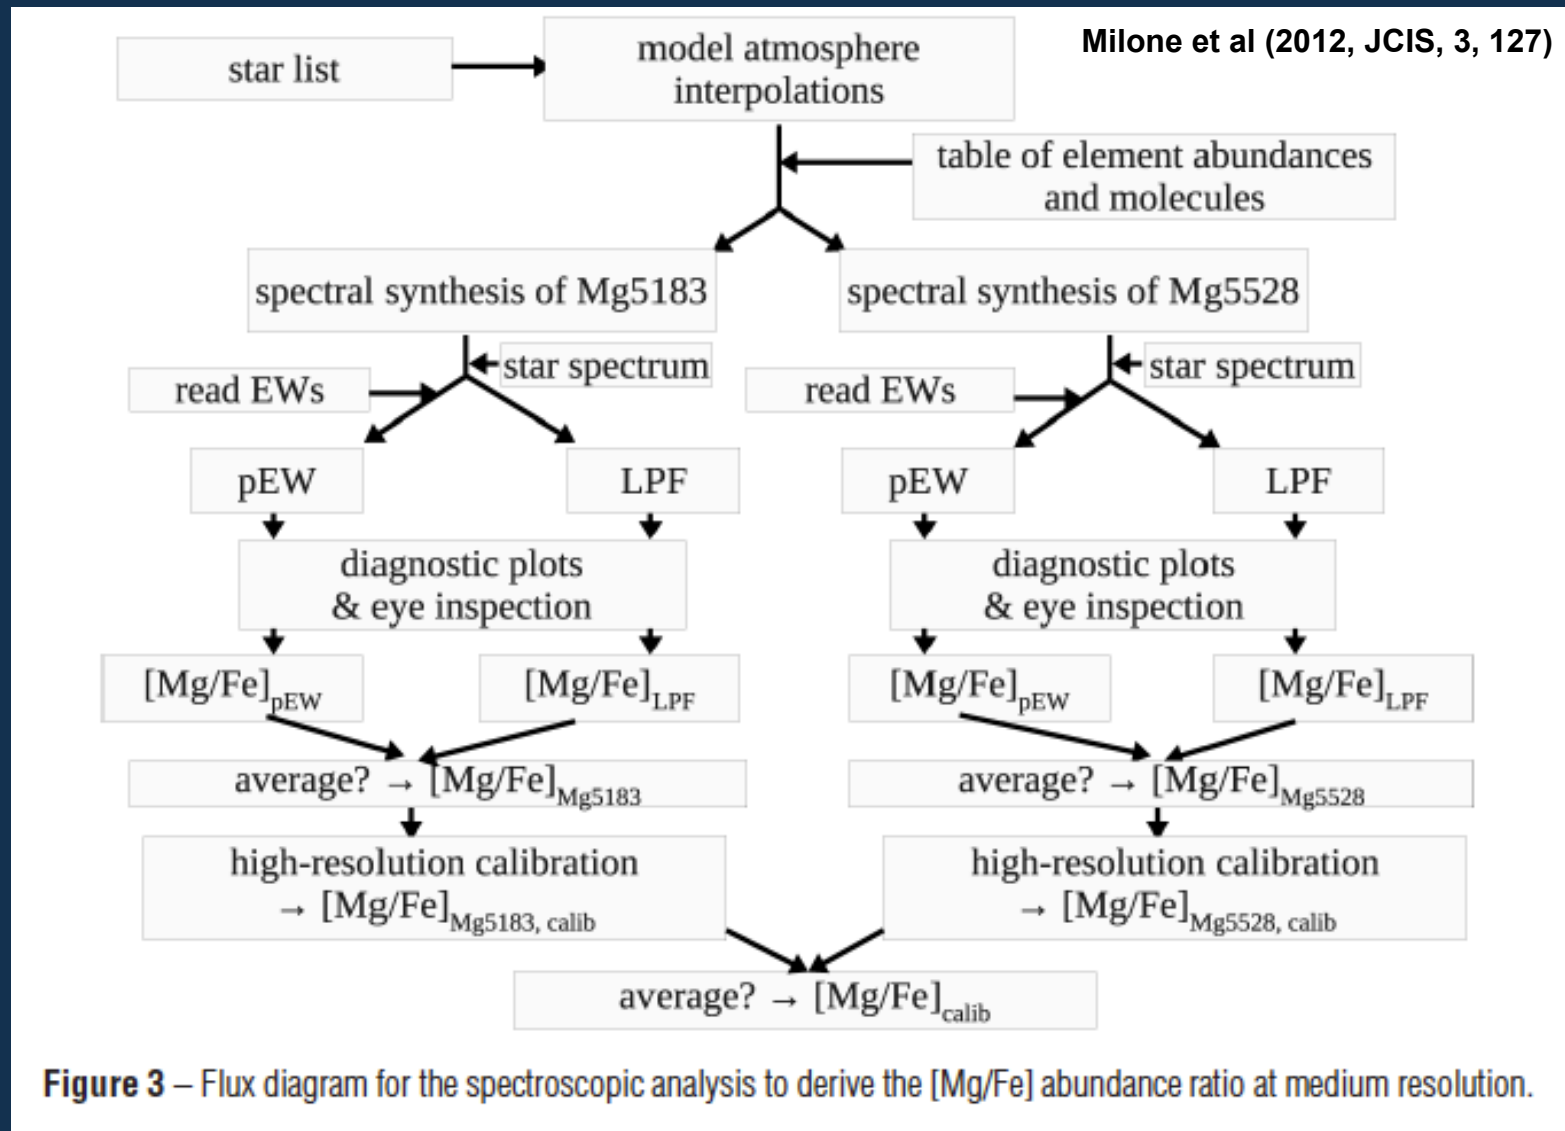 Milone et al (2012, JCIS, 3, 127)
star list
model atmosphere
interpolations
table of element abundances
and molecules
spectral synthesis of Mg5183
spectral synthesis of Mg5528
star spectrum
star spectrum
read EWs
read EWs
pEW
LPF
pEW
LPF
diagnostic plots
& eye inspection
diagnostic plots
& eye inspection
[Mg/Fe]pEW
[Mg/Fe]LPF
[Mg/Fe]pEW
[Mg/Fe]LPF
average? → [Mg/Fe]Mg5183
average? → [Mg/Fe]Mg5528
high-resolution calibration
→ [Mg/Fe]Mg5183, calib
high-resolution calibration
→ [Mg/Fe]Mg5528, calib
average? → [Mg/Fe]calib
Figure 3 – Flux diagram for the spectroscopic analysis to derive the [Mg/Fe] abundance ratio at medium resolution.